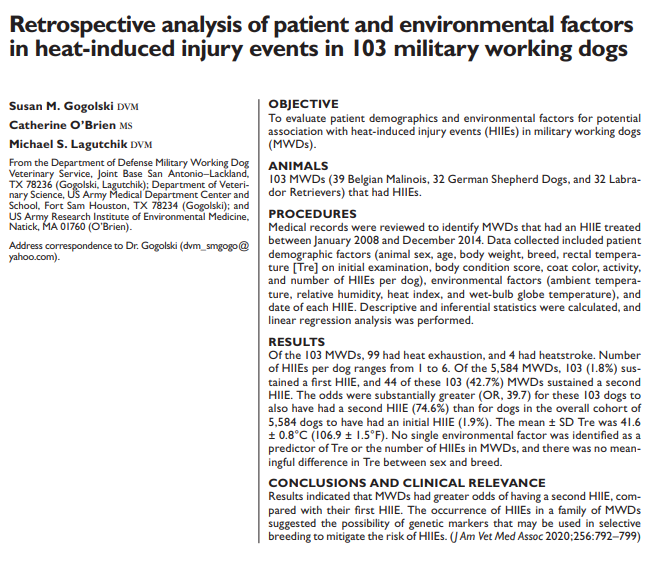 Retrospective analysis of patient and environmental factors
in heat-induced injury events in 103 military working dogs
Susan M. Gogolski DVM
Catherine O'Brien MS
Michael S. Lagutchik DVM
From the Department of Defense Military Working Dog
Veterinary Service, Joint Base San Antonio–Lackland,
TX 78236 (Gogolski, Lagutchik); Department of Veteri-
nary Science, US Army Medical Department Center and
School, Fort Sam Houston, TX 78234 (Gogolski); and
US Army Research Institute of Environmental Medicine,
Natick, MA 01760 (O'Brien).
Address correspondence to Dr. Gogolski (dvm_smgogo@
yahoo.com).
OBJECTIVE
To evaluate patient demographics and environmental factors for potential
association with heat-induced injury events (HIIEs) in military working dogs
(MWDs).
ANIMALS
103 MWDs (39 Belgian Malinois, 32 German Shepherd Dogs, and 32 Labra-
dor Retrievers) that had HIIEs.
PROCEDURES
Medical records were reviewed to identify MWDs that had an HIIE treated
between January 2008 and December 2014. Data collected included patient
demographic factors (animal sex, age, body weight, breed, rectal tempera-
ture [Tre] on initial examination, body condition score, coat color, activity,
and number of HIIEs per dog), environmental factors (ambient tempera-
ture, relative humidity, heat index, and wet-bulb globe temperature), and
date of each HIIE. Descriptive and inferential statistics were calculated, and
linear regression analysis was performed.
RESULTS
Of the 103 MWDs, 99 had heat exhaustion, and 4 had heatstroke. Number
of HIIEs per dog ranges from 1 to 6. Of the 5,584 MWDs, 103 (1.8%) sus-
tained a first HIIE, and 44 of these 103 (42.7%) MWDs sustained a second
HIIE. The odds were substantially greater (OR, 39.7) for these 103 dogs to
also have had a second HIIE (74.6%) than for dogs in the overall cohort of
5,584 dogs to have had an initial HIIE (1.9%). The mean ± SD Tre was 41.6
± 0.8°C (106.9 ± 1.5°F). No single environmental factor was identified as a
predictor of Tre or the number of HIIEs in MWDs, and there was no mean-
ingful difference in Tre between sex and breed.
CONCLUSIONS AND CLINICAL RELEVANCE
Results indicated that MWDs had greater odds of having a second HIIE, com-
pared with their first HIIE. The occurrence of HIIEs in a family of MWDs
suggested the possibility of genetic markers that may be used in selective
breeding to mitigate the risk of HIIEs. (J Am Vet Med Assoc 2020;256:792–799)